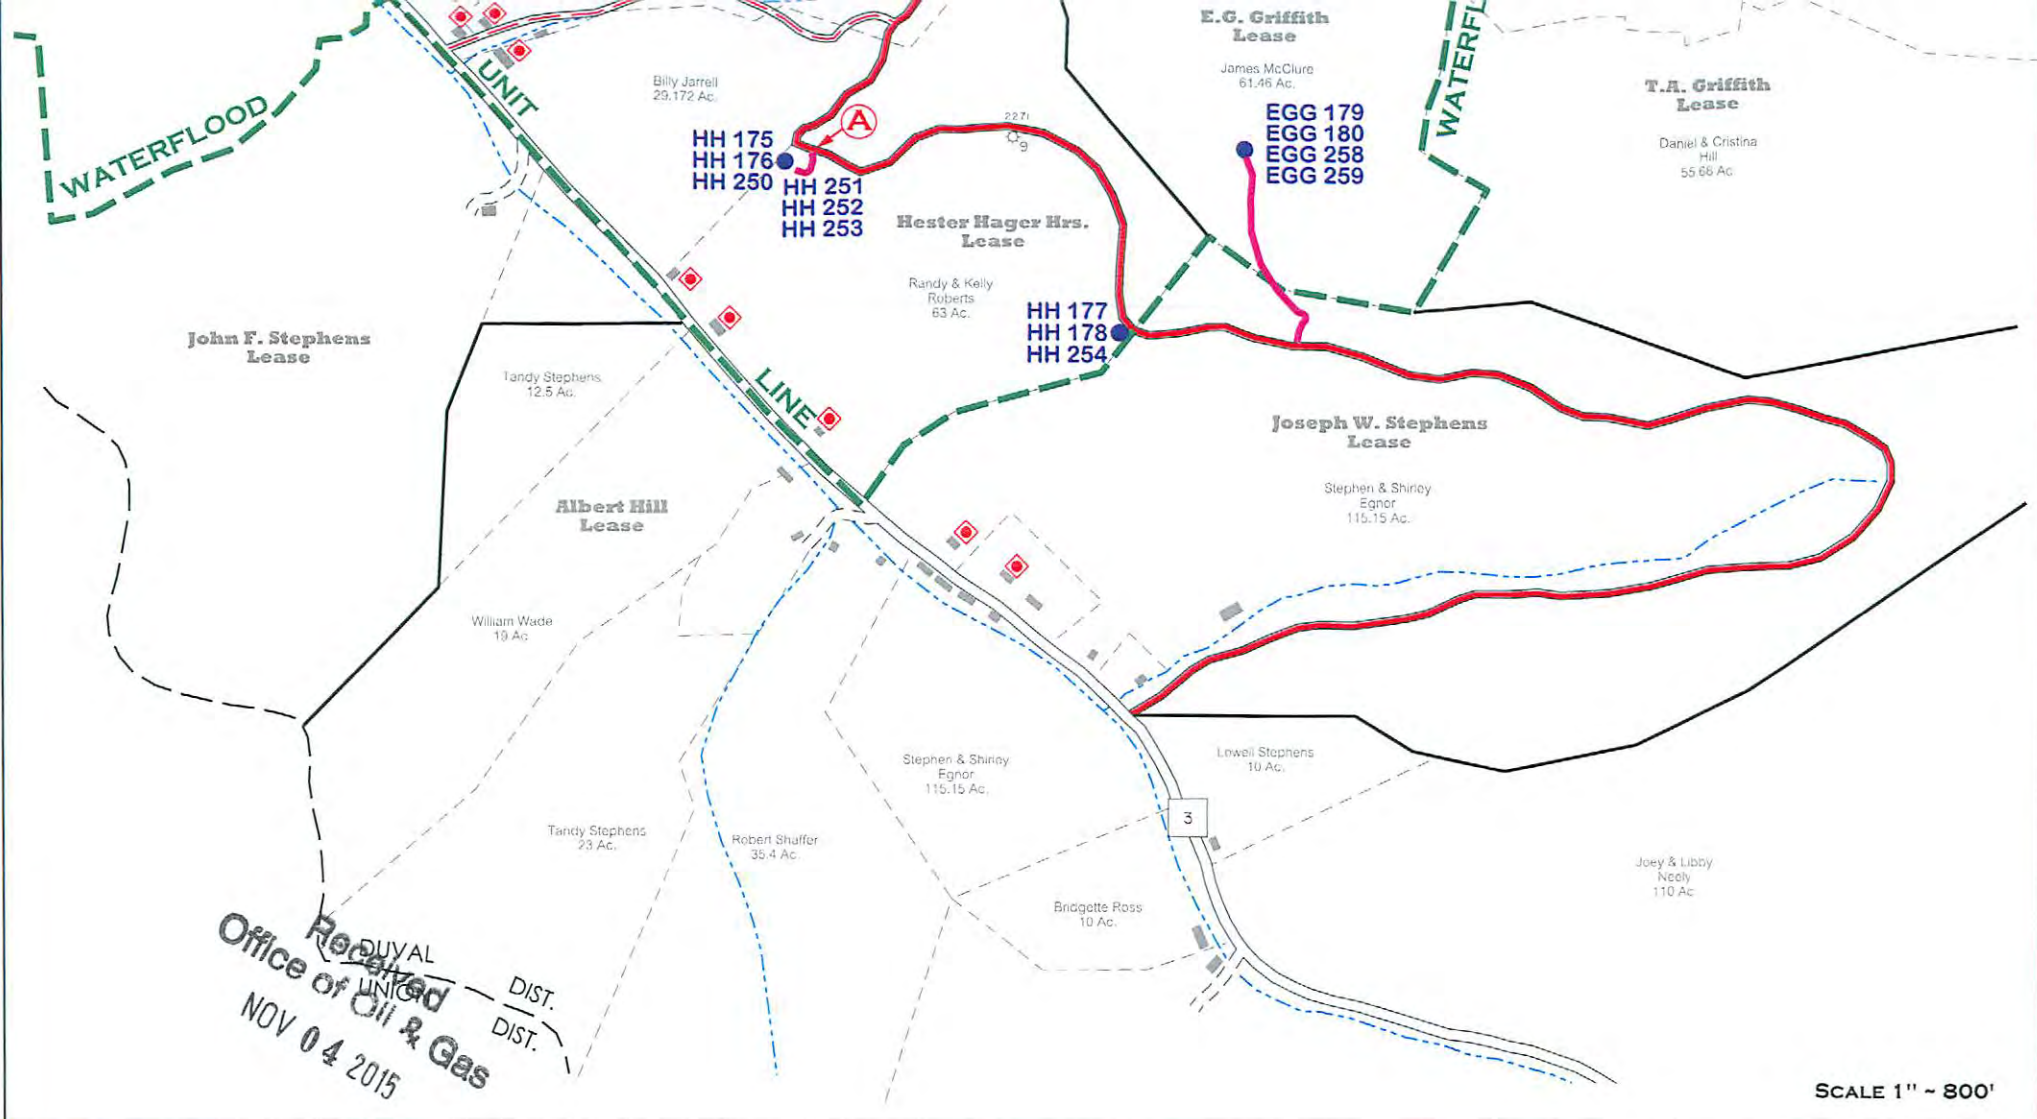 E.G. Griffith
Lease
James McClure
61.46 Ac.
WATERFL
T.A. Griffith
Lease
Daniel & Cristina
Hill
55.66 Ac
Billy Jarrell
29.172 Ac.
UNIT
WATERFLOOD
A
2271
9
HH 175
HH 176
HH 250
HH 251
HH 252
HH 253
EGG 179
EGG 180
EGG 258
EGG 259
Hester Hager Hrs.
Lease
Randy & Kelly
Roberts
63 Ac.
HH 177
HH 178
HH 254
John F. Stephens
Lease
Tandy Stephens
12.5 Ac.
LINE
Joseph W. Stephens
Lease
Stephen & Shirley
Egnor
115.15 Ac.
Albert Hill
Lease
William Wade
19 Ac
Stephen & Shirley
Egnor
115.15 Ac.
Lowell Stephens
10 Ac.
3
Tandy Stephens
23 Ac.
Robert Shaffer
35.4 Ac
Joey & Libby
Neely
110 Ac
Bridgette Ross
10 Ac.
DUVAL DIST.
UNION DIST.
Received
Office of Oil & Gas
NOV 04 2015
SCALE 1" ~ 800'